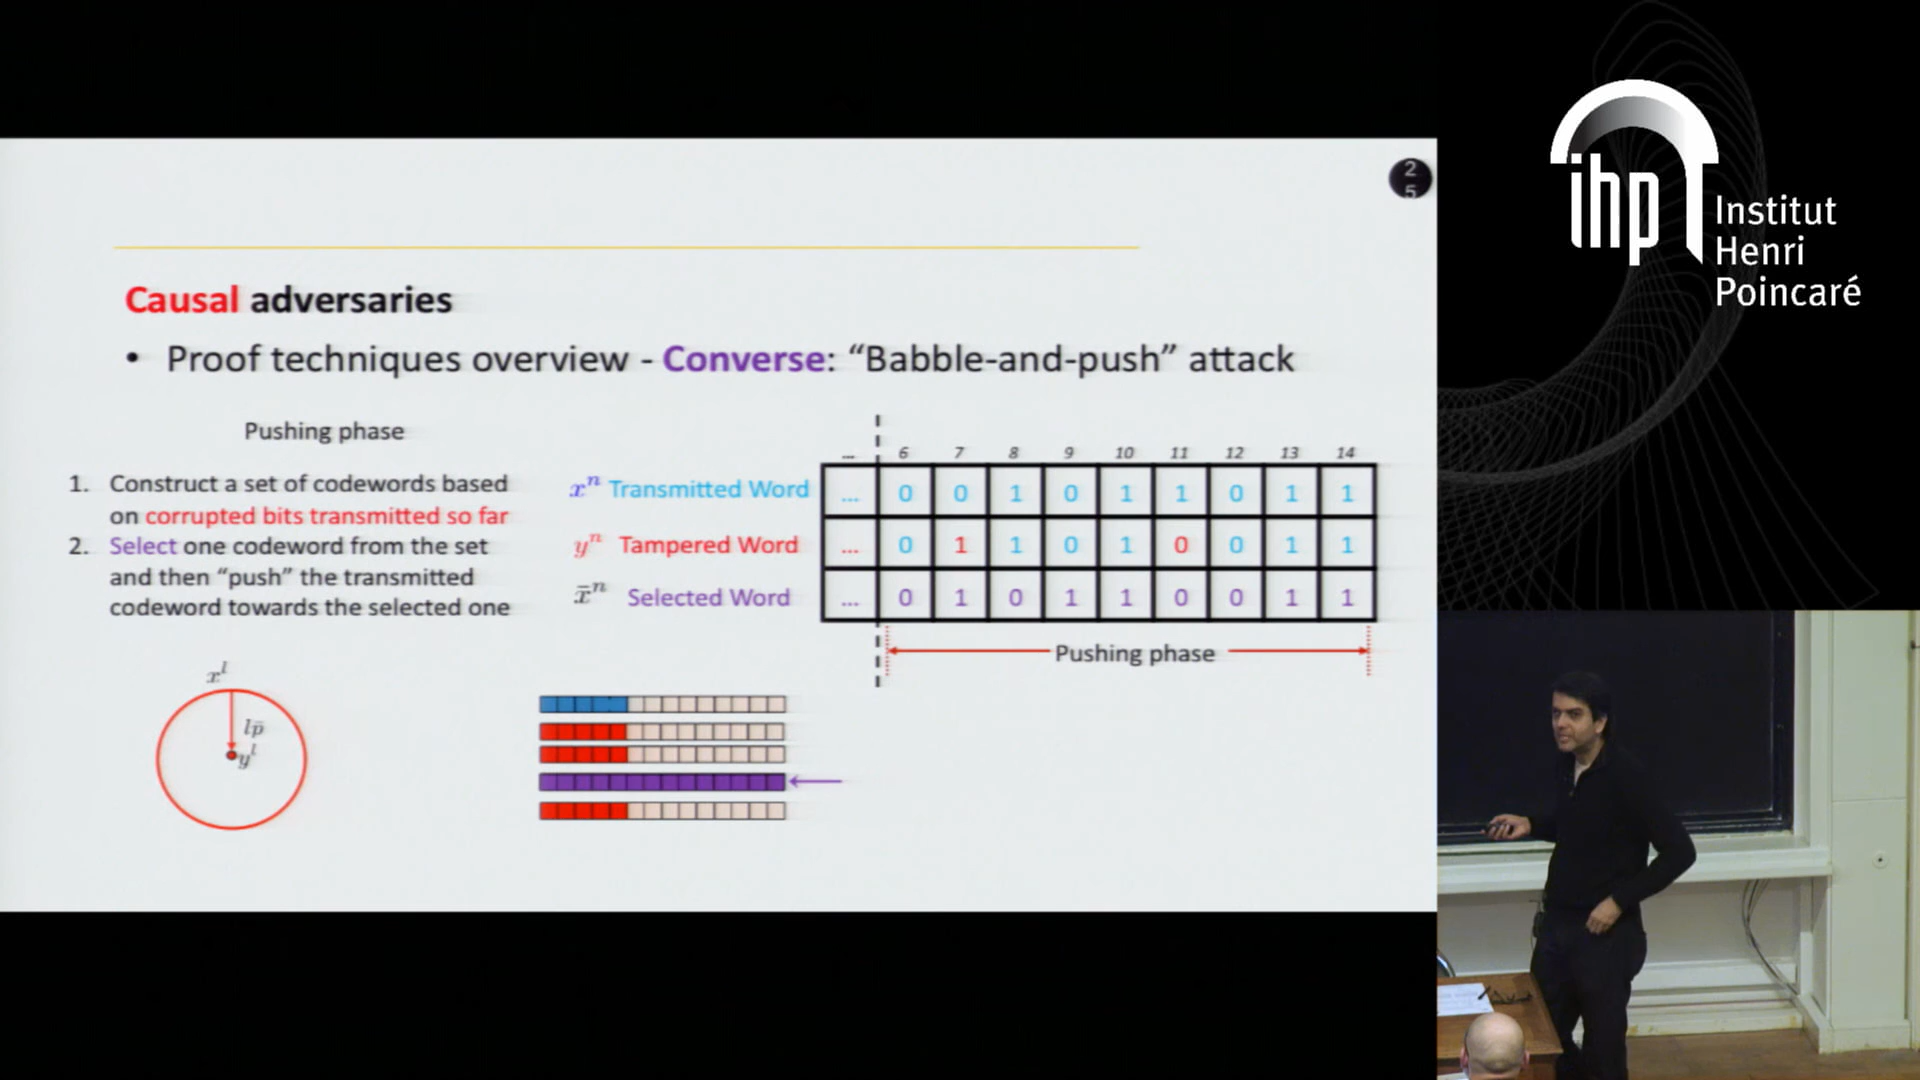 2
5
Causal adversaries
• Proof techniques overview - Converse: “Babble-and-push” attack
Pushing phase
1. Construct a set of codewords based
on corrupted bits transmitted so far
2. Select one codeword from the set
and then “push” the transmitted
codeword towards the selected one
... 6 7 8 9 10 11 12 13 14
xⁿ Transmitted Word ... 0 0 1 0 1 1 0 1 1
yⁿ Tampered Word ... 0 1 1 0 1 0 0 1 1
x̄ⁿ Selected Word ... 0 1 0 1 1 0 0 1 1
Pushing phase
xˡ
lp̄
yˡ
ihp
Institut
Henri
Poincaré